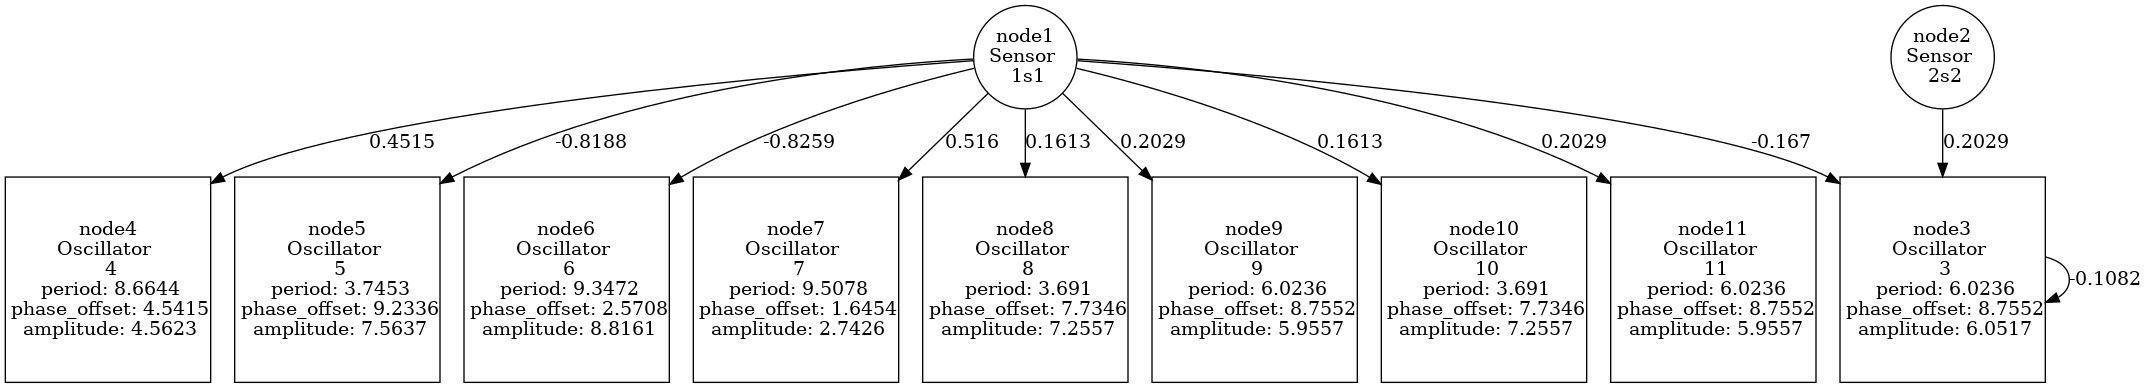 node1
Sensor
1s1
node2
Sensor
2s2
0.4515
-0.8188
-0.8259
0.516
0.1613
0.2029
0.1613
0.2029
-0.167
0.2029
node4
Oscillator
4
period: 8.6644
phase_offset: 4.5415
amplitude: 4.5623
node5
Oscillator
5
period: 3.7453
phase_offset: 9.2336
amplitude: 7.5637
node6
Oscillator
6
period: 9.3472
phase_offset: 2.5708
amplitude: 8.8161
node7
Oscillator
7
period: 9.5078
phase_offset: 1.6454
amplitude: 2.7426
node8
Oscillator
8
period: 3.691
phase_offset: 7.7346
amplitude: 7.2557
node9
Oscillator
9
period: 6.0236
phase_offset: 8.7552
amplitude: 5.9557
node10
Oscillator
10
period: 3.691
phase_offset: 7.7346
amplitude: 7.2557
node11
Oscillator
11
period: 6.0236
phase_offset: 8.7552
amplitude: 5.9557
node3
Oscillator
3
period: 6.0236
phase_offset: 8.7552
amplitude: 6.0517
-0.1082